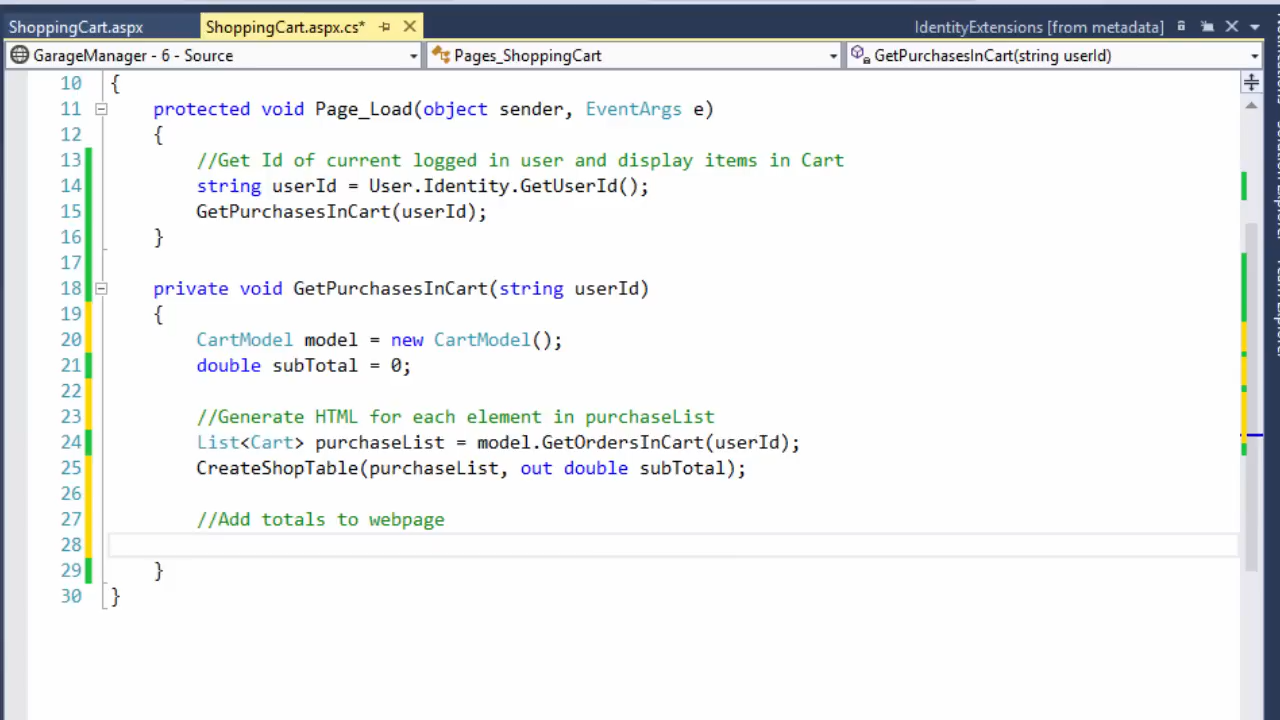 ShoppingCart.aspx ShoppingCart.aspx.cs* IdentityExtensions [from metadata]
GarageManager - 6 - Source Pages_ShoppingCart GetPurchasesInCart(string userId)
10 {
11 protected void Page_Load(object sender, EventArgs e)
12 {
13 //Get Id of current logged in user and display items in Cart
14 string userId = User.Identity.GetUserId();
15 GetPurchasesInCart(userId);
16 }
17
18 private void GetPurchasesInCart(string userId)
19 {
20 CartModel model = new CartModel();
21 double subTotal = 0;
22
23 //Generate HTML for each element in purchaseList
24 List<Cart> purchaseList = model.GetOrdersInCart(userId);
25 CreateShopTable(purchaseList, out double subTotal);
26
27 //Add totals to webpage
28
29 }
30 }